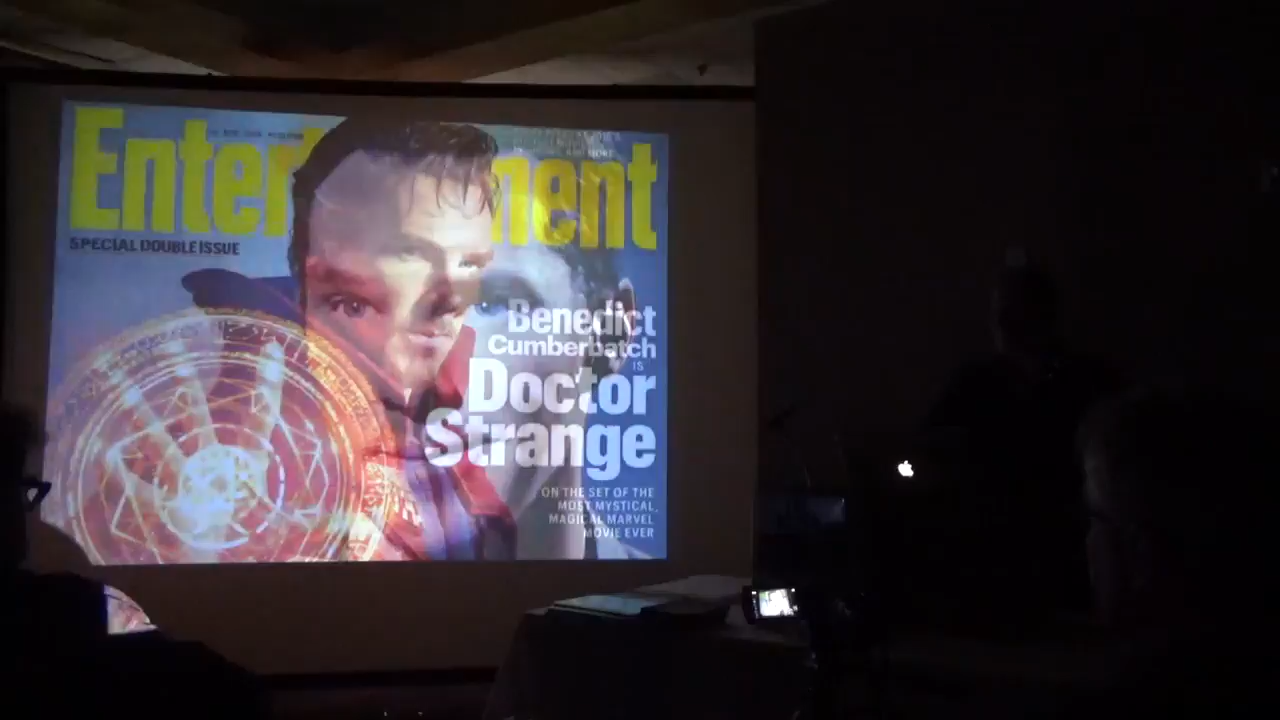 Enter ment
SPECIAL DOUBLE ISSUE
Benedict
Cumberbatch
IS
Doctor
Strange
ON THE SET OF THE
MOST MYSTICAL,
MAGICAL MARVEL
MOVIE EVER